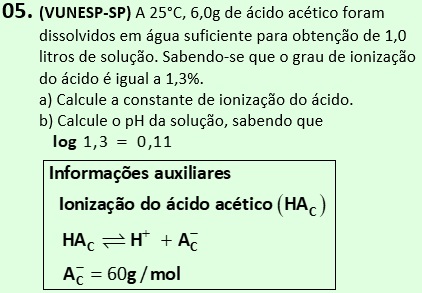 05. (VUNESP-SP) A 25°C, 6,0g de ácido acético foram
dissolvidos em água suficiente para obtenção de 1,0
litros de solução. Sabendo-se que o grau de ionização
do ácido é igual a 1,3%.
a) Calcule a constante de ionização do ácido.
b) Calcule o pH da solução, sabendo que
log 1,3 = 0,11
Informações auxiliares
Ionização do ácido acético (HA_C)
HA_C ⇌ H⁺ + A_C⁻
A_C⁻ = 60g/mol